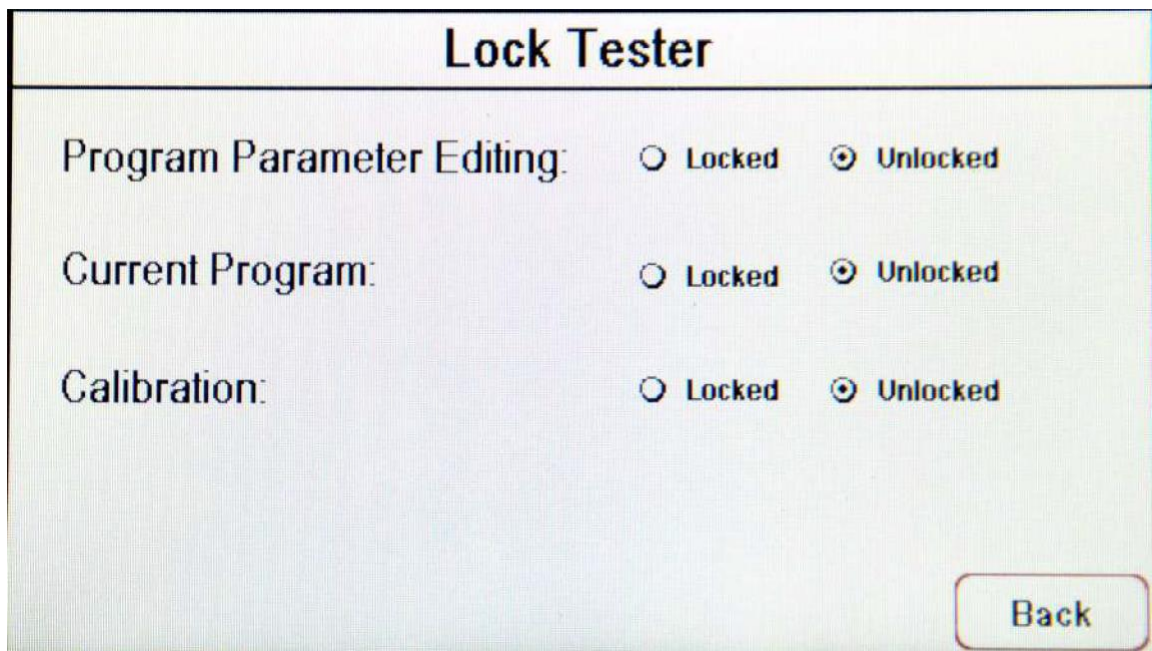 Lock Tester
Program Parameter Editing: Locked Unlocked
Current Program: Locked Unlocked
Calibration: Locked Unlocked
Back